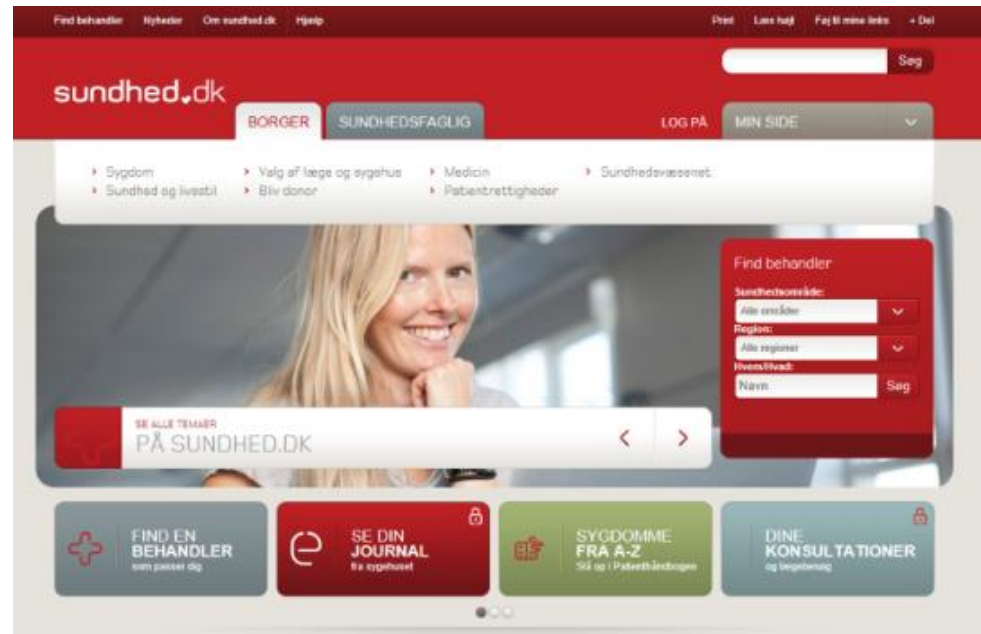 Find behandler Nyheder Om sundhed.dk Hjælp Print Læs højt Føj til mine links + Del
Søg
sundhed.dk
BORGER SUNDHEDSFAGLIG LOG PÅ MIN SIDE
Sygdom Valg af læge og sygehus Medicin Sundhedsvæsenet
Sundhed og livsstil Bliv donor Patientrettigheder
Find behandler
Sundhedsområde:
Alle områder
Region:
Alle regioner
Hvem/Hvad:
Navn Søg
SE ALLE TEMAER
PÅ SUNDHED.DK
FIND EN
BEHANDLER
som passer dig
e
SE DIN
JOURNAL
fra sygehuset
SYGDOMME
FRA A-Z
Slå op i Patienthåndbogen
DINE
KONSULTATIONER
og